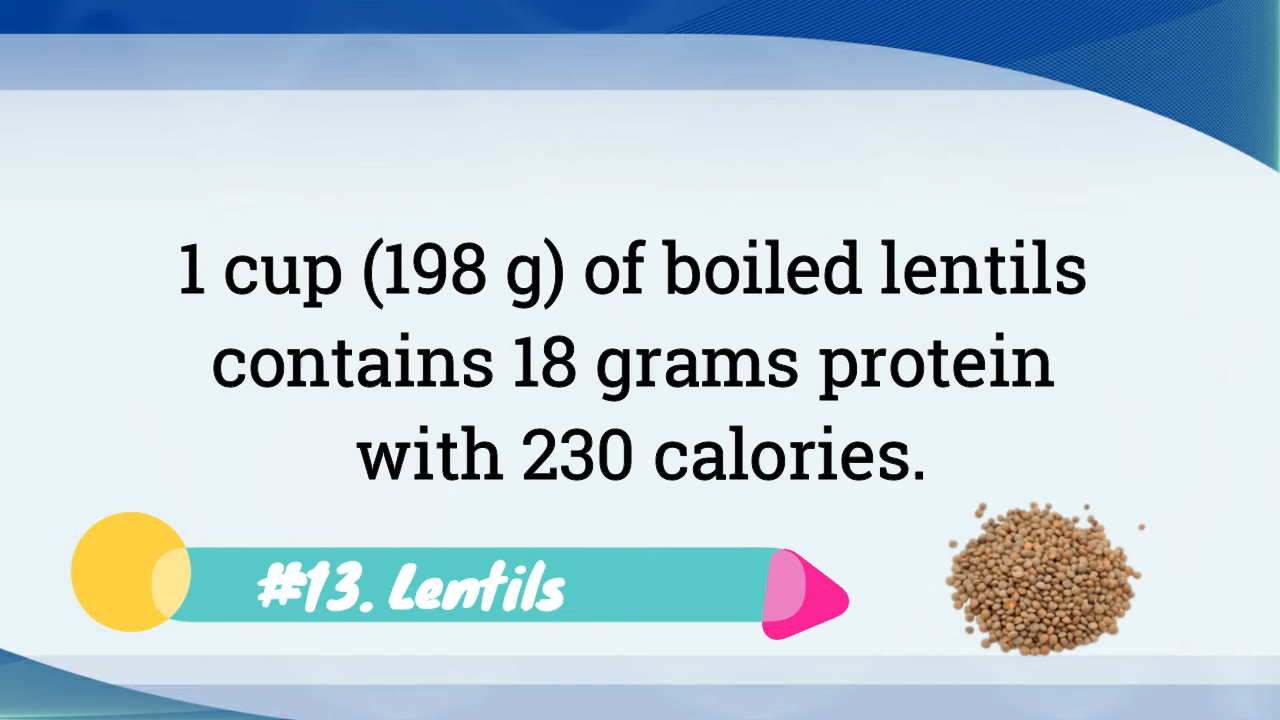 1 cup (198 g) of boiled lentils
contains 18 grams protein
with 230 calories.
#13. Lentils